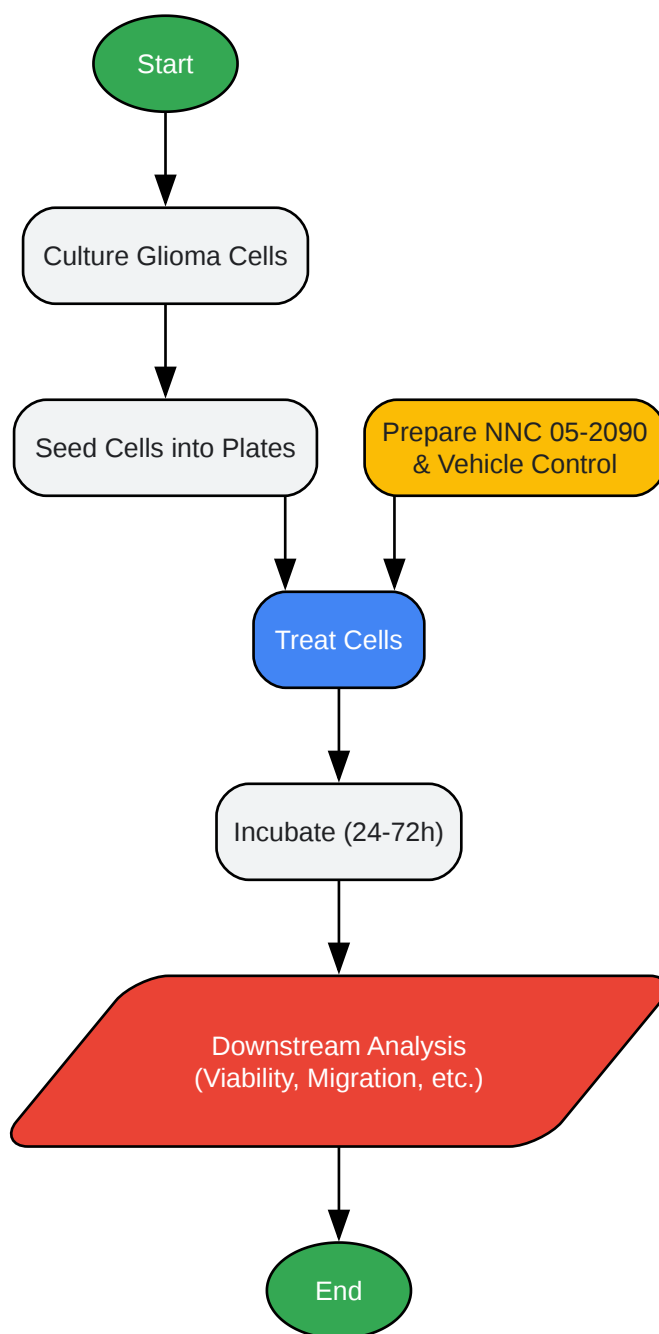 Start
Culture Glioma Cells
Seed Cells into Plates
Prepare NNC 05-2090
& Vehicle Control
Treat Cells
Incubate (24-72h)
Downstream Analysis
(Viability, Migration, etc.)
End